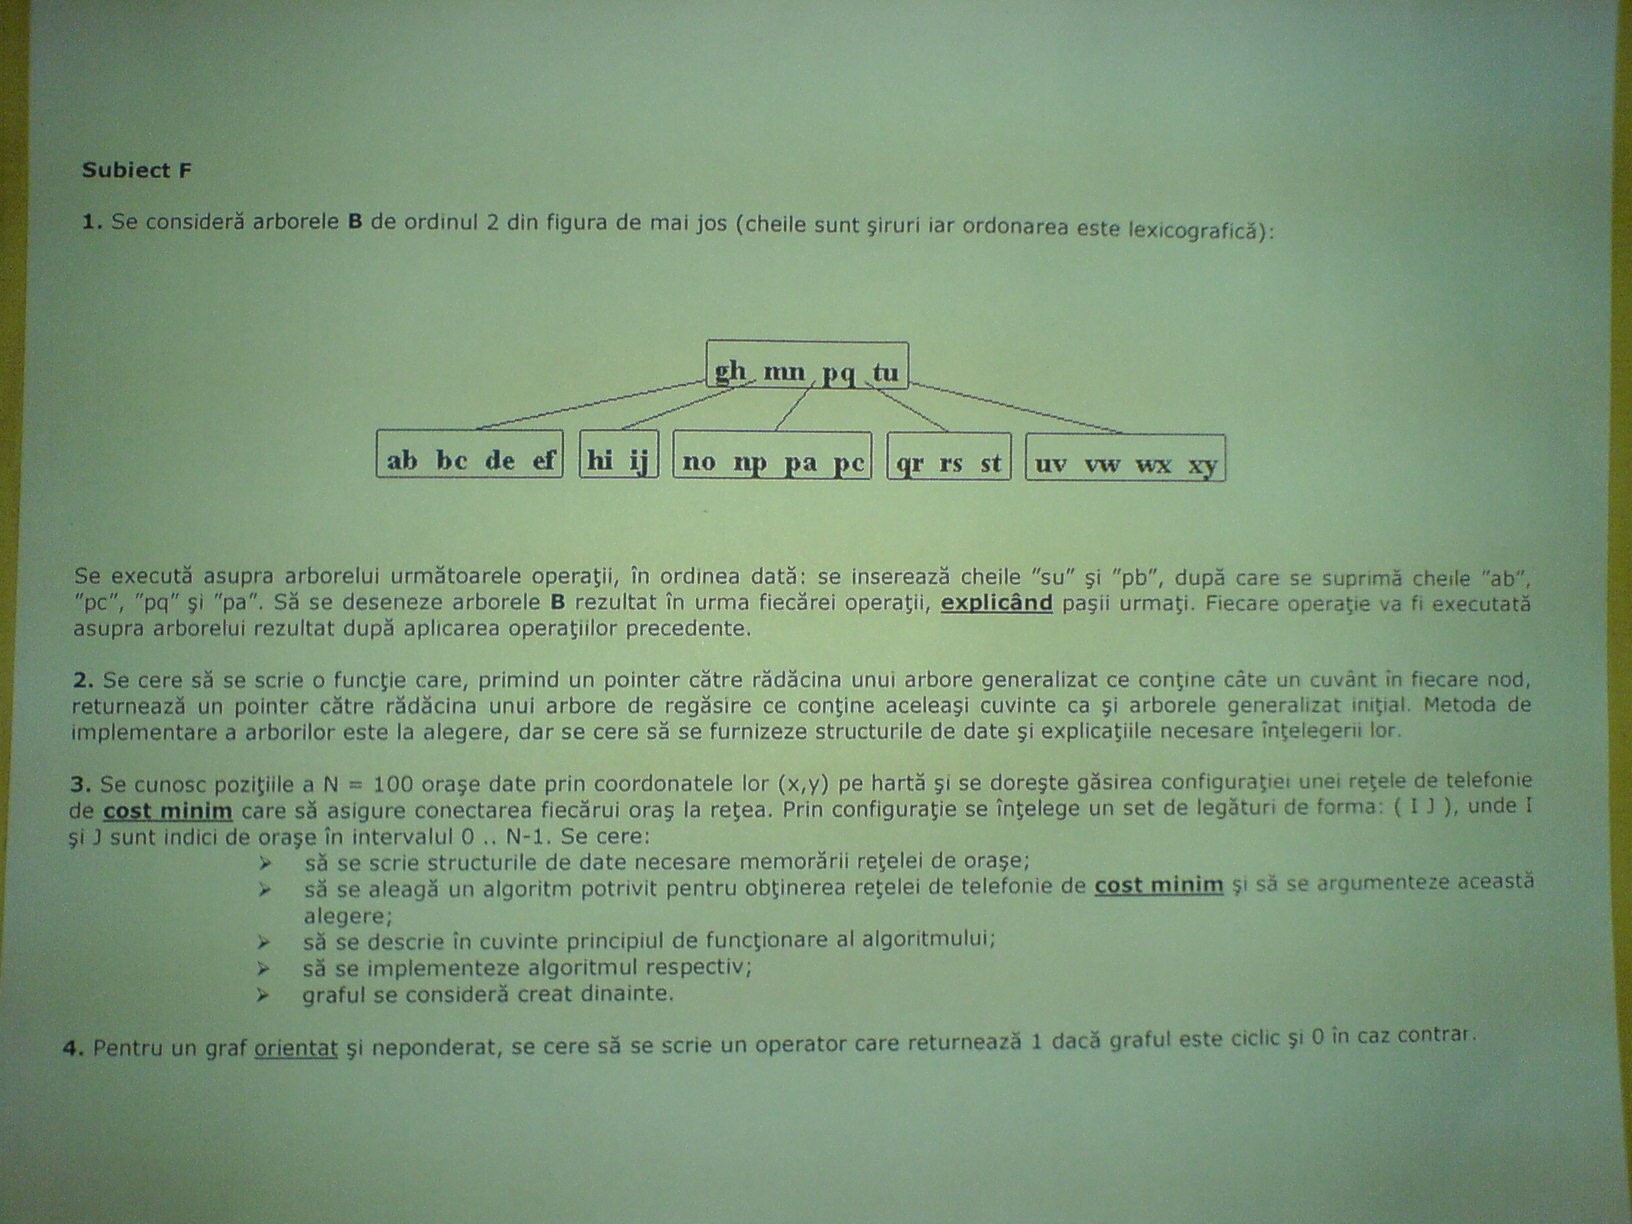 Subiect F
1. Se consideră arborele B de ordinul 2 din figura de mai jos (cheile sunt şiruri iar ordonarea este lexicografică):
gh mn pq tu
ab bc de ef hi ij no np pa pc qr rs st uv vw wx xy
Se execută asupra arborelui următoarele operaţii, în ordinea dată: se inserează cheile "su" şi "pb", după care se suprimă cheile "ab",
"pc", "pq" şi "pa". Să se deseneze arborele B rezultat în urma fiecărei operaţii, explicând paşii urmaţi. Fiecare operaţie va fi executată
asupra arborelui rezultat după aplicarea operaţiilor precedente.
2. Se cere să se scrie o funcţie care, primind un pointer către rădăcina unui arbore generalizat ce conţine câte un cuvânt în fiecare nod,
returnează un pointer către rădăcina unui arbore de regăsire ce conţine aceleaşi cuvinte ca şi arborele generalizat iniţial. Metoda de
implementare a arborilor este la alegere, dar se cere să se furnizeze structurile de date şi explicaţiile necesare înţelegerii lor.
3. Se cunosc poziţiile a N = 100 oraşe date prin coordonatele lor (x,y) pe hartă şi se doreşte găsirea configuraţiei unei reţele de telefonie
de cost minim care să asigure conectarea fiecărui oraş la reţea. Prin configuraţie se înţelege un set de legături de forma: ( I J ), unde I
şi J sunt indici de oraşe în intervalul 0 .. N-1. Se cere:
➢ să se scrie structurile de date necesare memorării reţelei de oraşe;
➢ să se aleagă un algoritm potrivit pentru obţinerea reţelei de telefonie de cost minim şi să se argumenteze această
alegere;
➢ să se descrie în cuvinte principiul de funcţionare al algoritmului;
➢ să se implementeze algoritmul respectiv;
➢ graful se consideră creat dinainte.
4. Pentru un graf orientat şi neponderat, se cere să se scrie un operator care returnează 1 dacă graful este ciclic şi 0 în caz contrar.